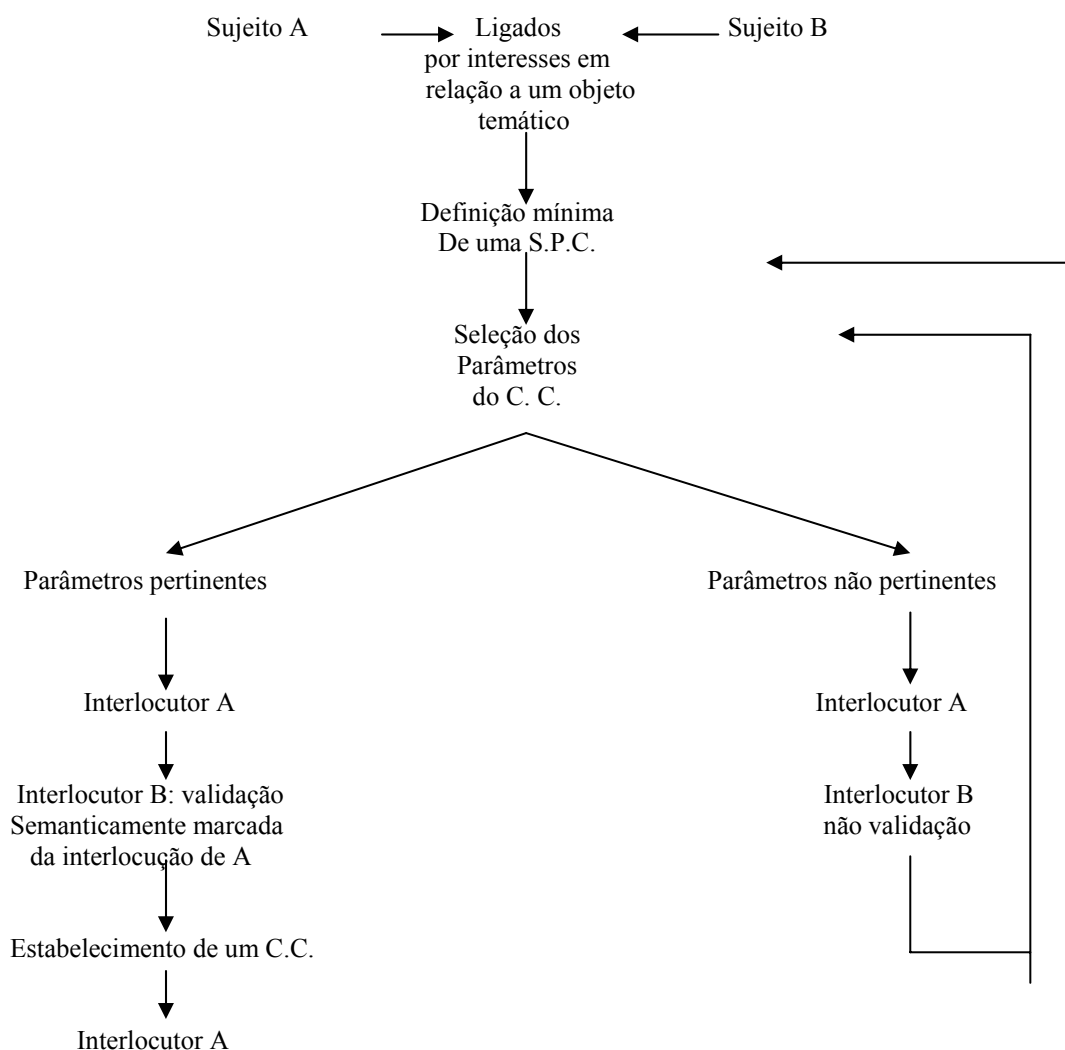 Sujeito A
Ligados
Sujeito B
por interesses em
relação a um objeto
temático
Definição mínima
De uma S.P.C.
Seleção dos
Parâmetros
do C. C.
Parâmetros pertinentes
Parâmetros não pertinentes
Interlocutor A
Interlocutor A
Interlocutor B: validação
Semanticamente marcada
da interlocução de A
Interlocutor B
não validação
Estabelecimento de um C.C.
Interlocutor A